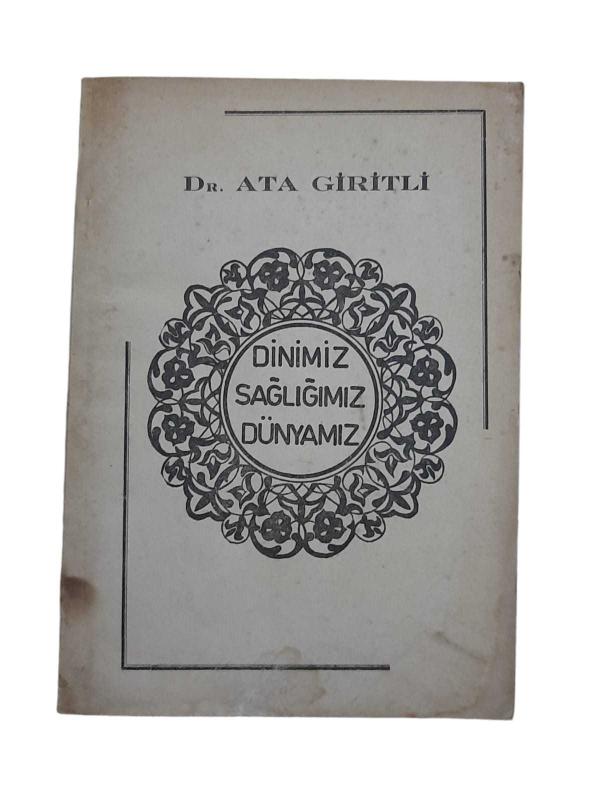 Dr. ATA GİRİTLİ
DİNİMİZ
SAĞLIĞIMIZ
DÜNYAMIZ